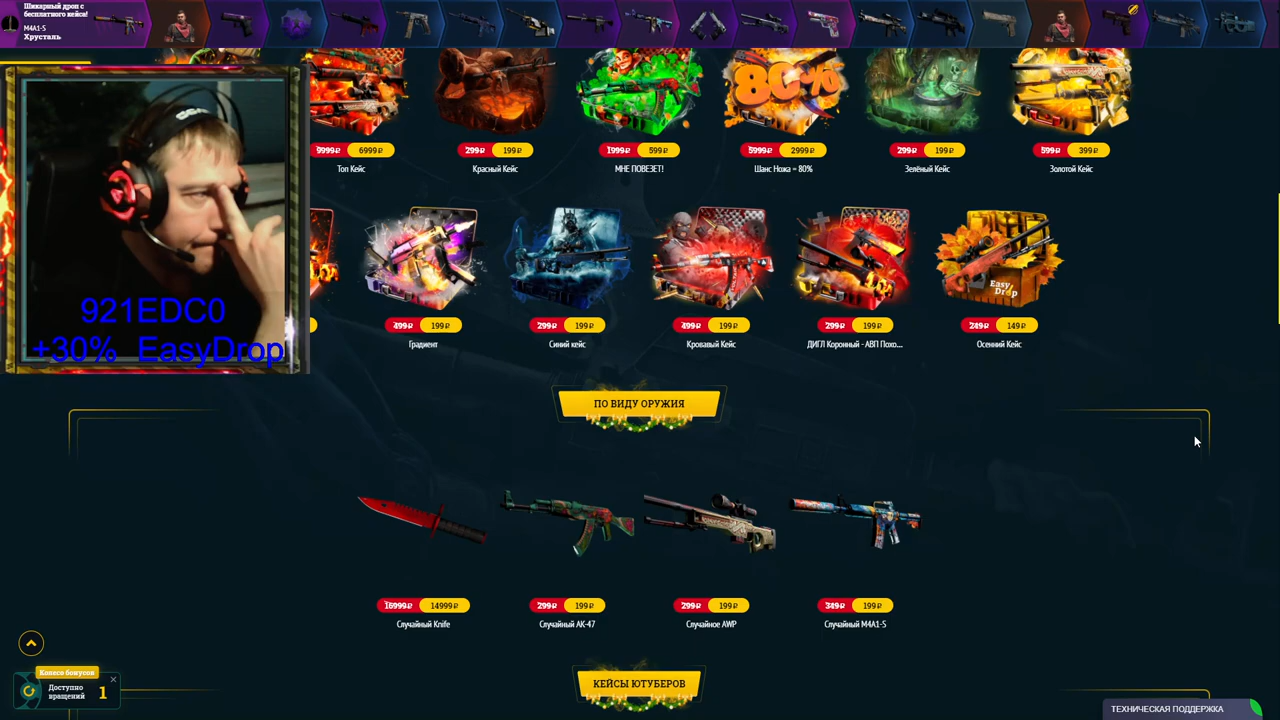 Шикарный дроп с
бесплатного кейса!
M4A1-S
Хрусталь
80%
9999₽ 6999₽
Топ Кейс
299₽ 199₽
Красный Кейс
1999₽ 599₽
МНЕ ПОВЕЗЕТ!
5999₽ 2999₽
Шанс Ножа = 80%
299₽ 199₽
Зелёный Кейс
599₽ 399₽
Золотой Кейс
921EDC0
+30% EasyDrop
499₽ 199₽
Градиент
299₽ 199₽
Синий кейс
499₽ 199₽
Кровавый Кейс
299₽ 199₽
ДИГЛ Коронный - АВП Похо...
Easy
Drop
249₽ 149₽
Осенний Кейс
ПО ВИДУ ОРУЖИЯ
16999₽ 14999₽
Случайный Knife
299₽ 199₽
Случайный AK-47
299₽ 199₽
Случайное AWP
349₽ 199₽
Случайный M4A1-S
Колесо бонусов
Доступно
вращений
1
КЕЙСЫ ЮТУБЕРОВ
ТЕХНИЧЕСКАЯ ПОДДЕРЖКА